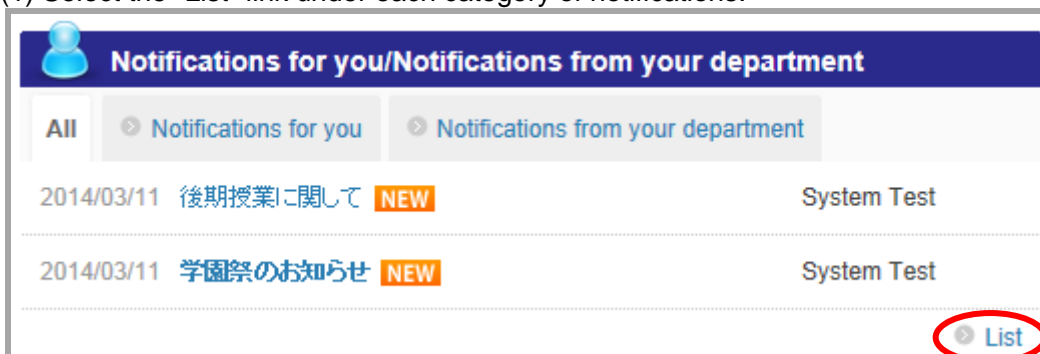 (1) Select the "List" link under each category of notifications.
Notifications for you/Notifications from your department
All Notifications for you Notifications from your department
2014/03/11 後期授業に関して NEW System Test
2014/03/11 学園祭のお知らせ NEW System Test
List